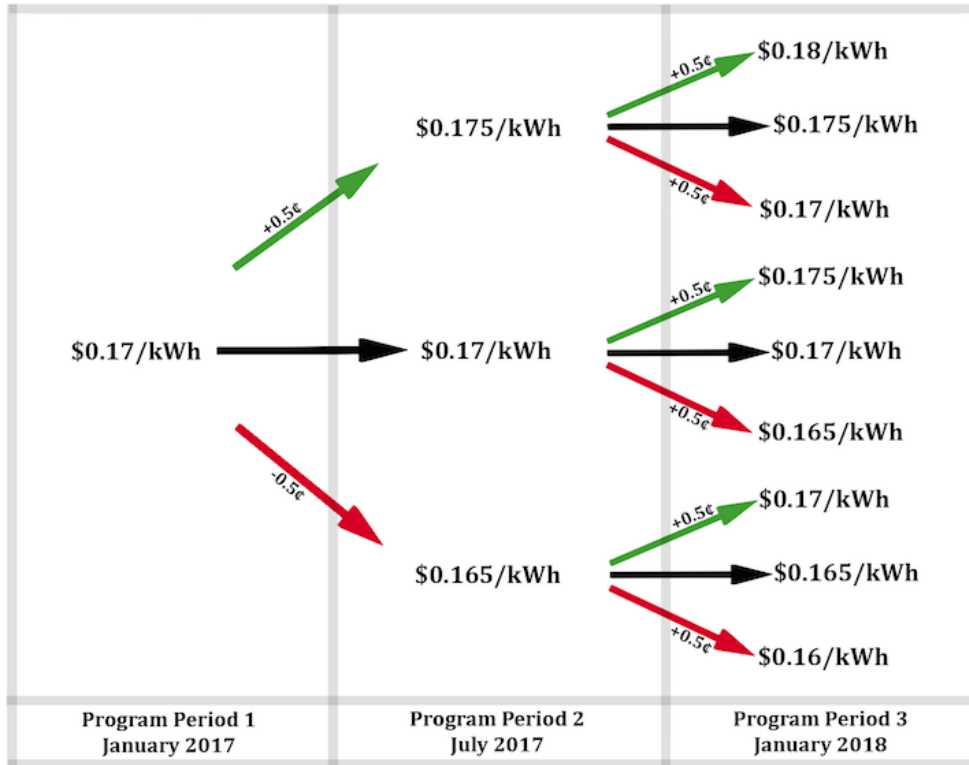 $0.18/kWh
+0.5¢
$0.175/kWh
$0.175/kWh
+0.5¢
$0.17/kWh
+0.5¢
$0.175/kWh
+0.5¢
$0.17/kWh
$0.17/kWh
$0.17/kWh
+0.5¢
$0.165/kWh
-0.5¢
$0.17/kWh
+0.5¢
$0.165/kWh
$0.165/kWh
+0.5¢
$0.16/kWh
Program Period 1
January 2017
Program Period 2
July 2017
Program Period 3
January 2018